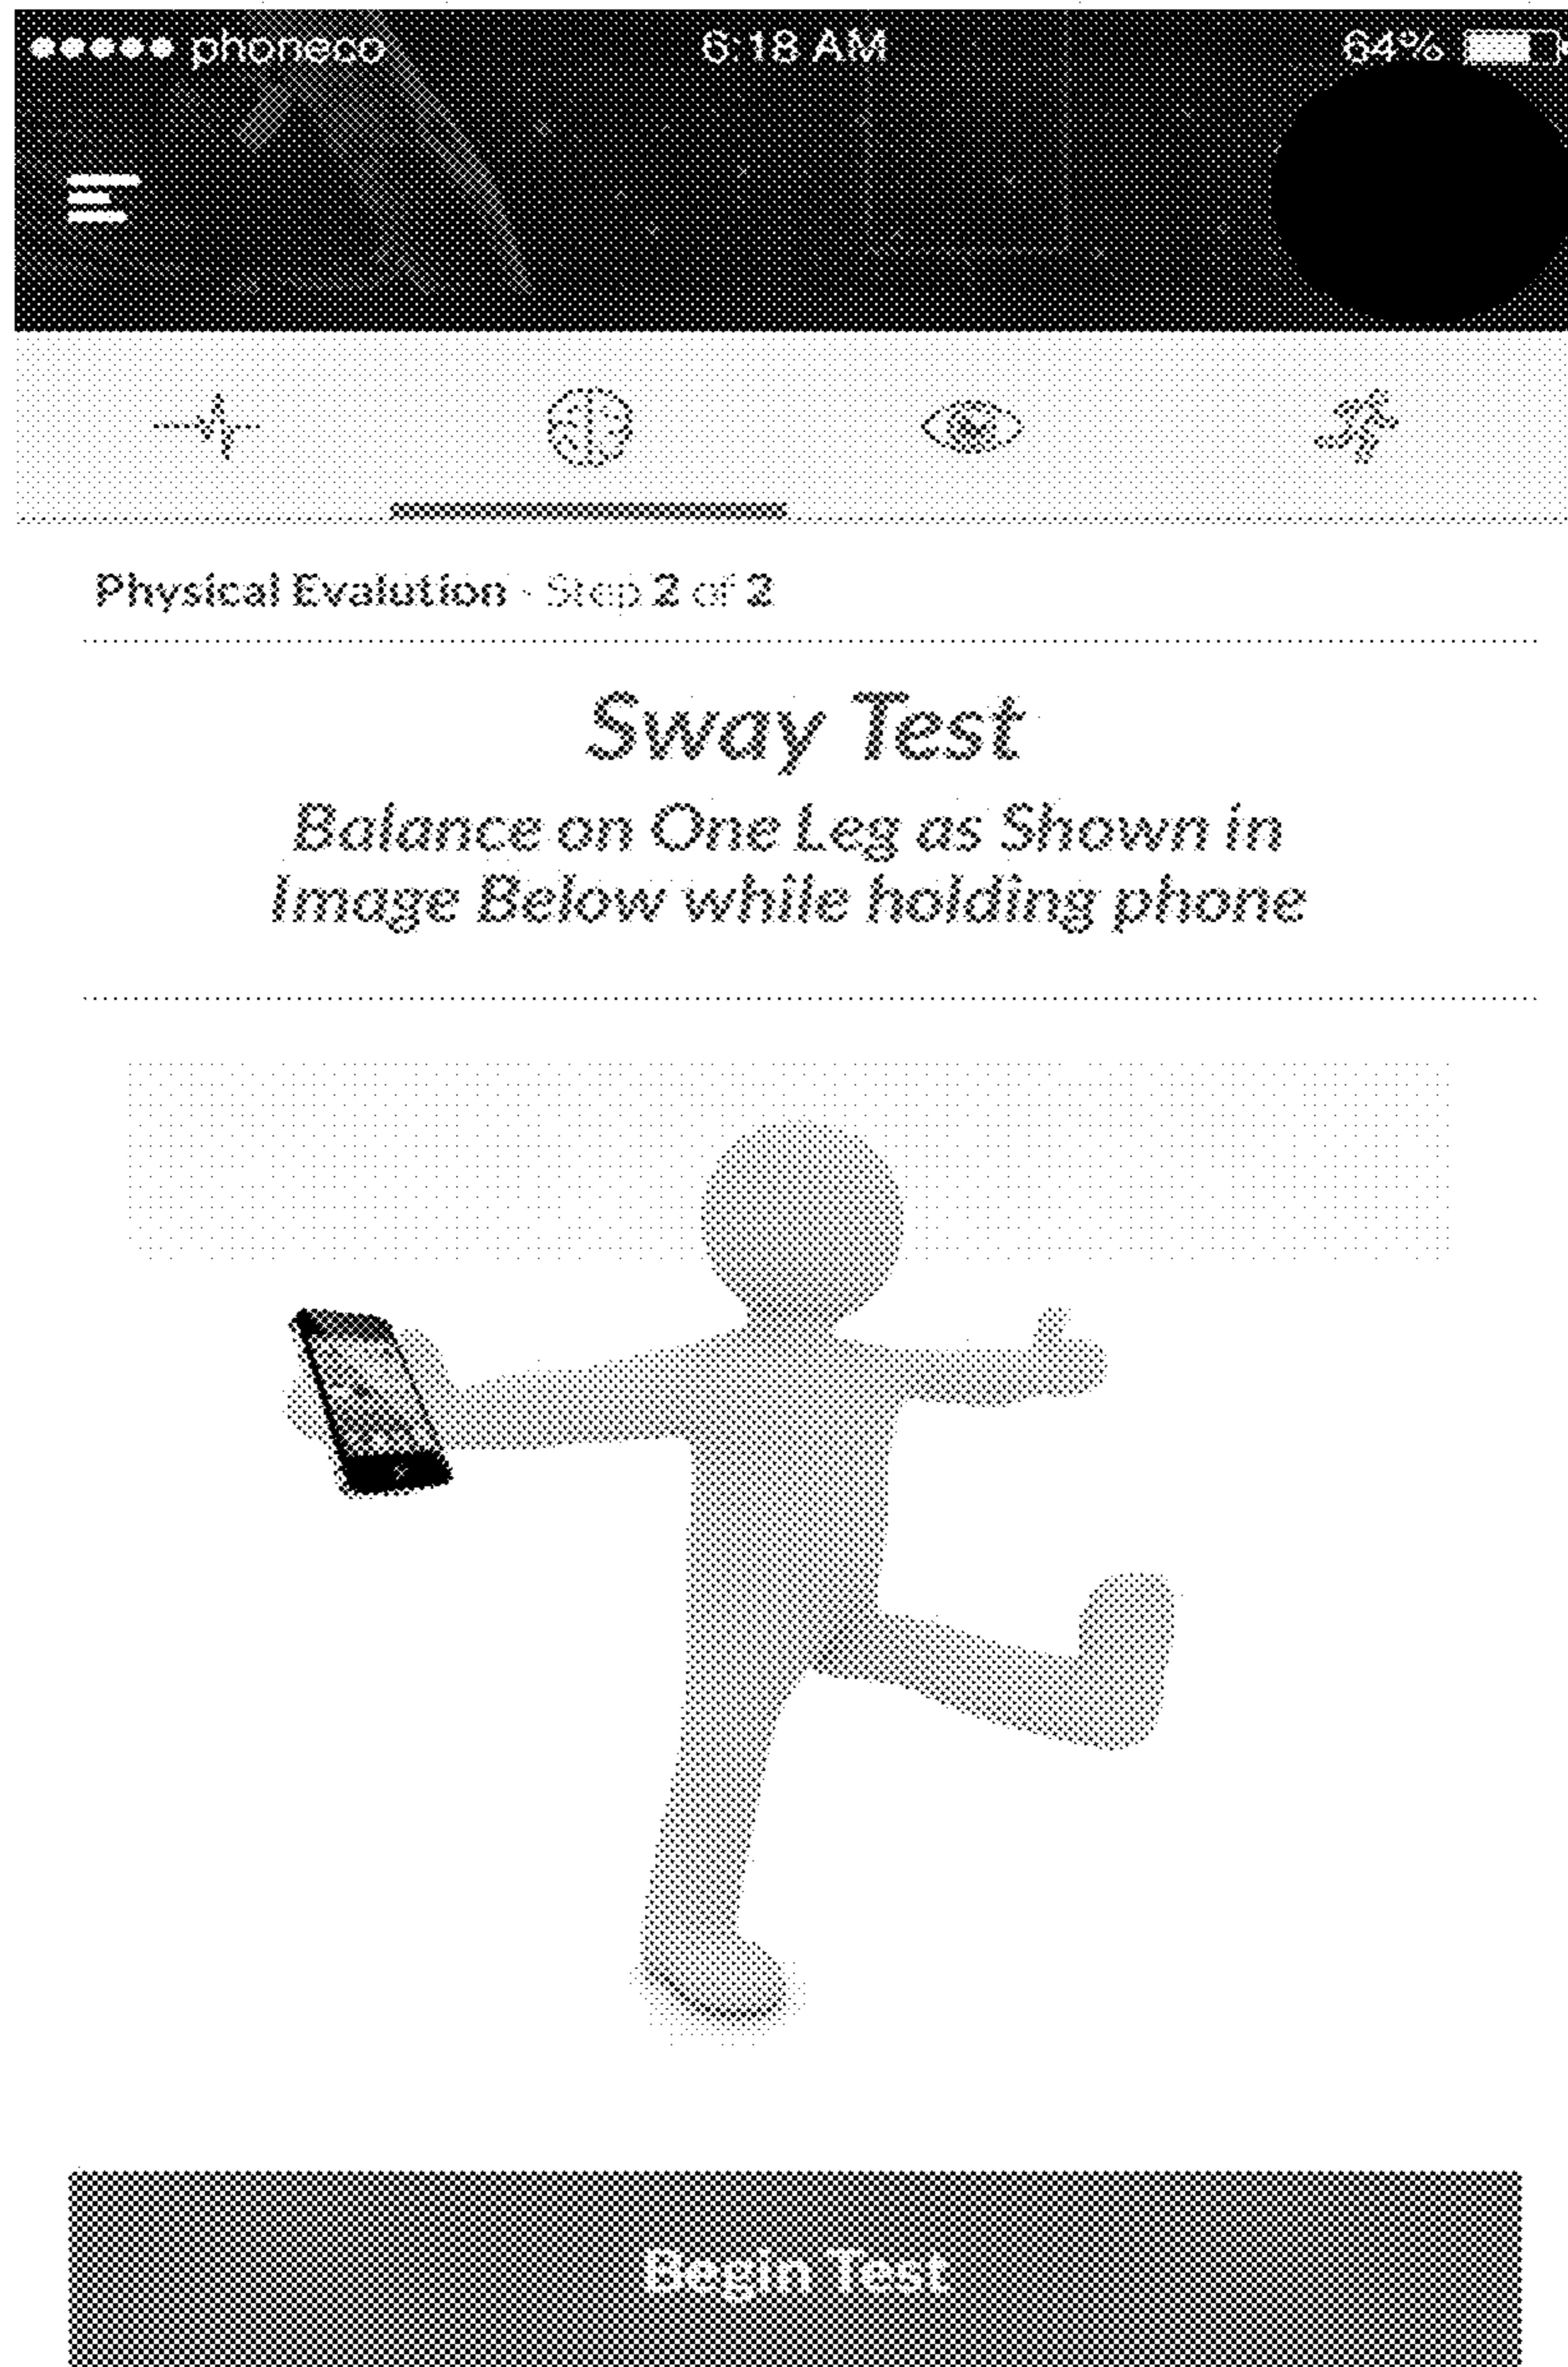 phoneco 6:18 AM 64%
Physical Evalution · Step 2 of 2
Sway Test
Balance on One Leg as Shown in
Image Below while holding phone
Begin Test